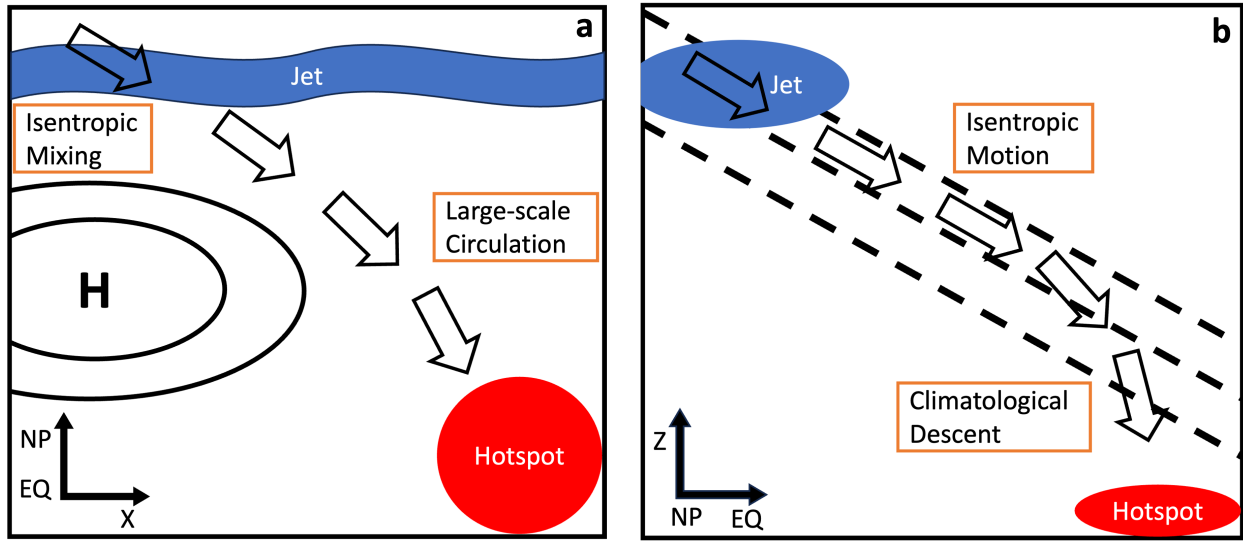 a
Jet
Isentropic
Mixing
Large-scale
Circulation
H
NP
EQ
X
Hotspot
b
Jet
Isentropic
Motion
Climatological
Descent
Z
NP EQ
Hotspot